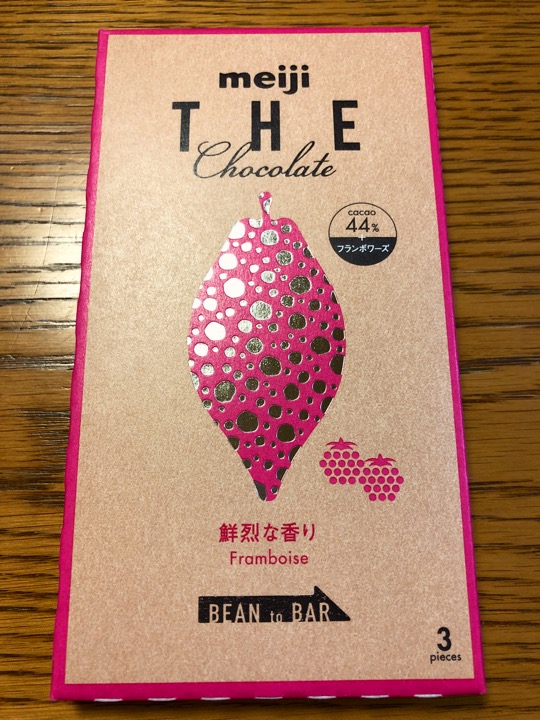 meiji
THE
Chocolate
cacao
44%
+
フランボワーズ
鮮烈な香り
Framboise
BEAN to BAR
3
pieces